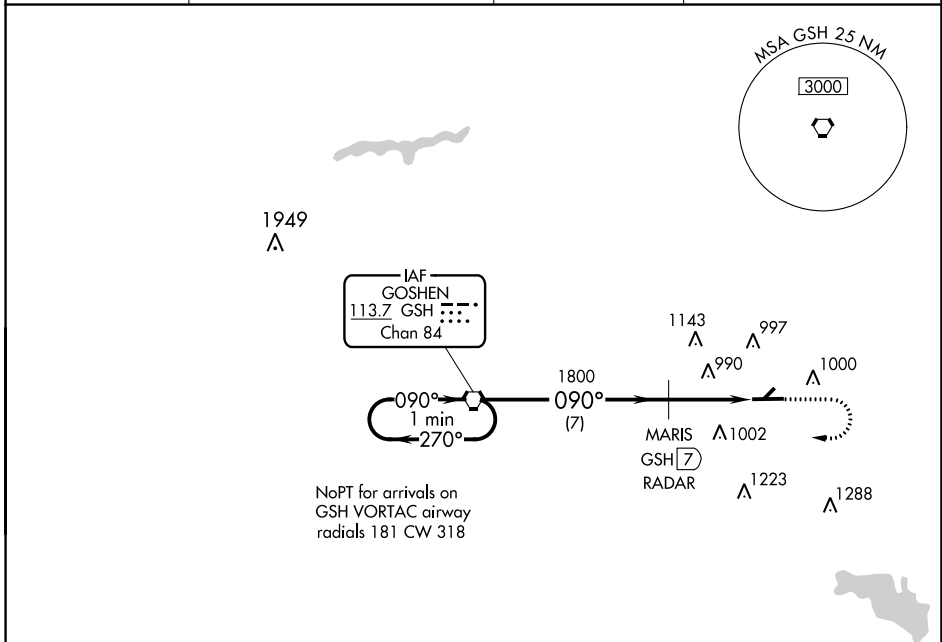 MSA GSH 25 NM
3000
1949
IAF
GOSHEN
113.7 GSH
Chan 84
1143
997
990
1000
1800
090°
090°
(7)
1 min
270°
MARIS
GSH 7
RADAR
1002
1223
1288
NoPT for arrivals on
GSH VORTAC airway
radials 181 CW 318